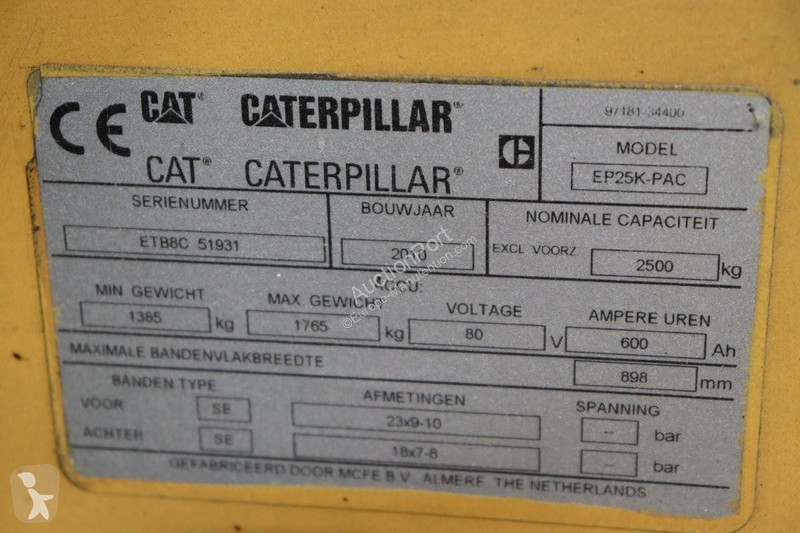 CE CAT® CATERPILLAR®
CAT® CATERPILLAR® C
97181-34400
MODEL
EP25K-PAC
SERIENUMMER
ETB8C 51931
BOUWJAAR
2010
NOMINALE CAPACITEIT
EXCL VOORZ 2500 kg
ACCU:
MIN GEWICHT MAX. GEWICHT VOLTAGE AMPERE UREN
1385 kg 1765 kg 80 V 600 Ah
MAXIMALE BANDENVLAKBREEDTE 898 mm
BANDEN TYPE AFMETINGEN SPANNING
VOOR SE 23x9-10 -- bar
ACHTER SE 18x7-8 -- bar
GEFABRICEERD DOOR MCFE B.V. ALMERE THE NETHERLANDS
AuctionPort